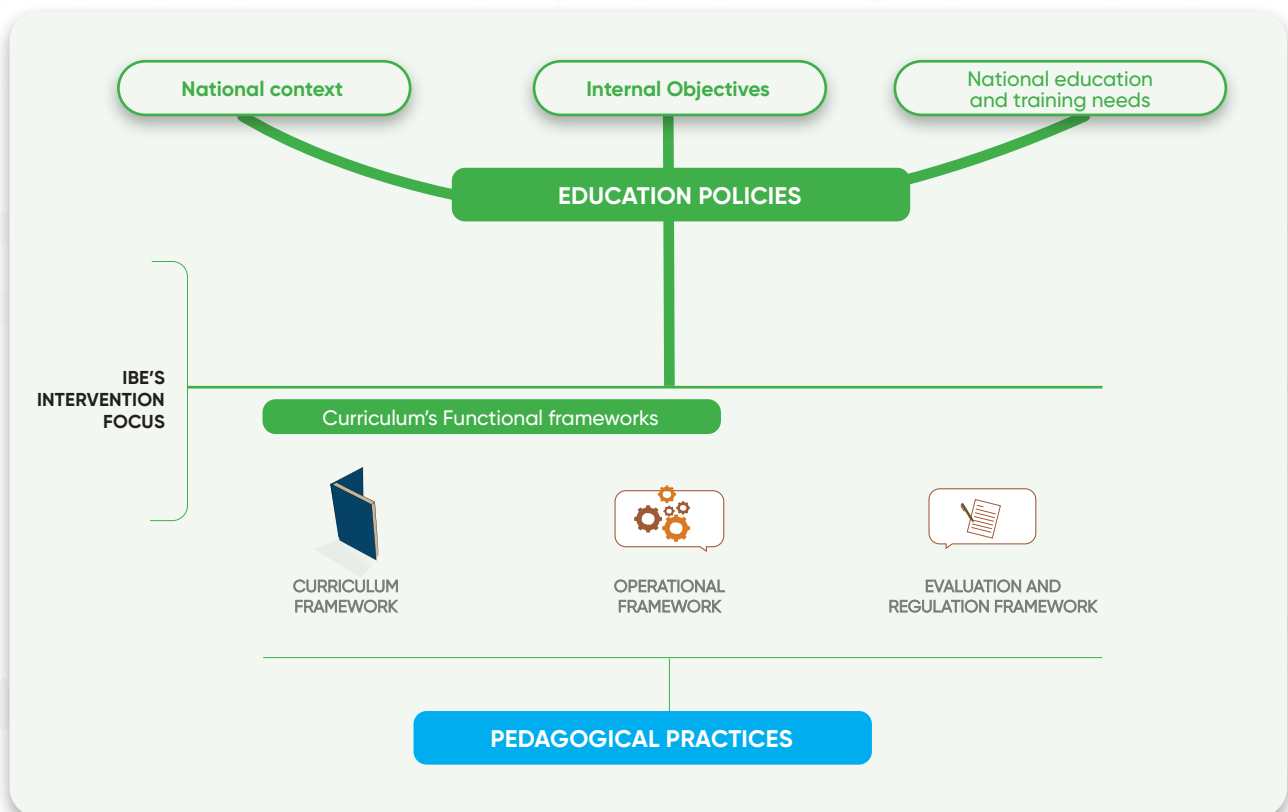 National context
Internal Objectives
National education
and training needs
EDUCATION POLICIES
IBE'S
INTERVENTION
FOCUS
Curriculum's Functional frameworks
CURRICULUM
FRAMEWORK
OPERATIONAL
FRAMEWORK
EVALUATION AND
REGULATION FRAMEWORK
PEDAGOGICAL PRACTICES